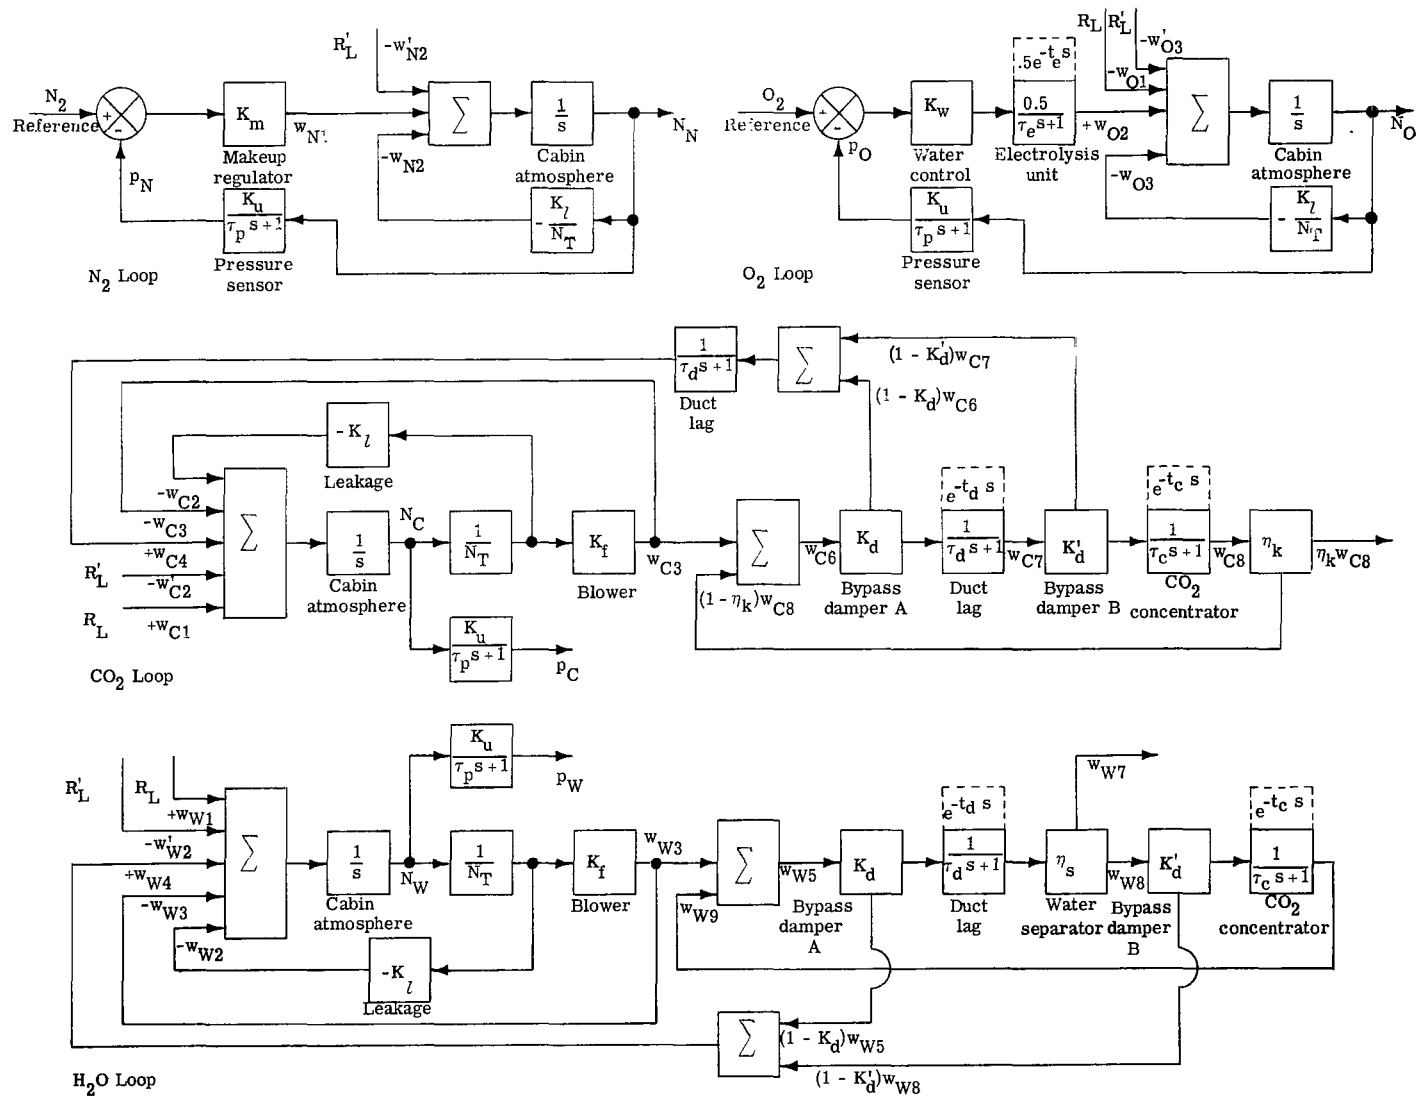 R'L -w'N2
N2
Reference
+
-
Km
wN1
Makeup
regulator
Σ
1/s
Cabin
atmosphere
NN
-wN2
pN
Ku/τp s+1
Pressure
sensor
-Kl/NT
N2 Loop
RL R'L
-w'O3
-wO1
O2
Reference
+
-
pO
Kw
Water
control
.5e-te s
0.5/τe s+1
+wO2
Electrolysis
unit
Σ
1/s
Cabin
atmosphere
NO
-wO3
Ku/τp s+1
Pressure
sensor
-Kl/NT
O2 Loop
1/τd s+1
Duct
lag
Σ
(1 - K'd)wC7
(1 - Kd)wC6
-Kl
Leakage
-wC2
-wC3
+wC4
R'L
-w'C2
RL
+wC1
Σ
1/s
Cabin
atmosphere
NC
1/NT
Kf
Blower
wC3
Σ
(1 - ηk)wC8
wC6
Kd
Bypass
damper A
e-td s
1/τd s+1
Duct
lag
wC7
K'd
Bypass
damper B
e-tc s
1/τc s+1
CO2
concentrator
wC8
ηk
ηkwC8
Ku/τp s+1
pC
CO2 Loop
Ku/τp s+1
pW
R'L
RL
+wW1
-w'W2
+wW4
-wW3
-wW2
Σ
1/s
Cabin
atmosphere
NW
1/NT
Kf
Blower
wW3
-Kl
Leakage
Σ
wW9
wW5
Kd
Bypass
damper
A
e-td s
1/τd s+1
Duct
lag
ηs
Water
separator
wW7
wW8
K'd
Bypass
damper
B
e-tc s
1/τc s+1
CO2
concentrator
Σ
(1 - Kd)wW5
(1 - K'd)wW8
H2O Loop